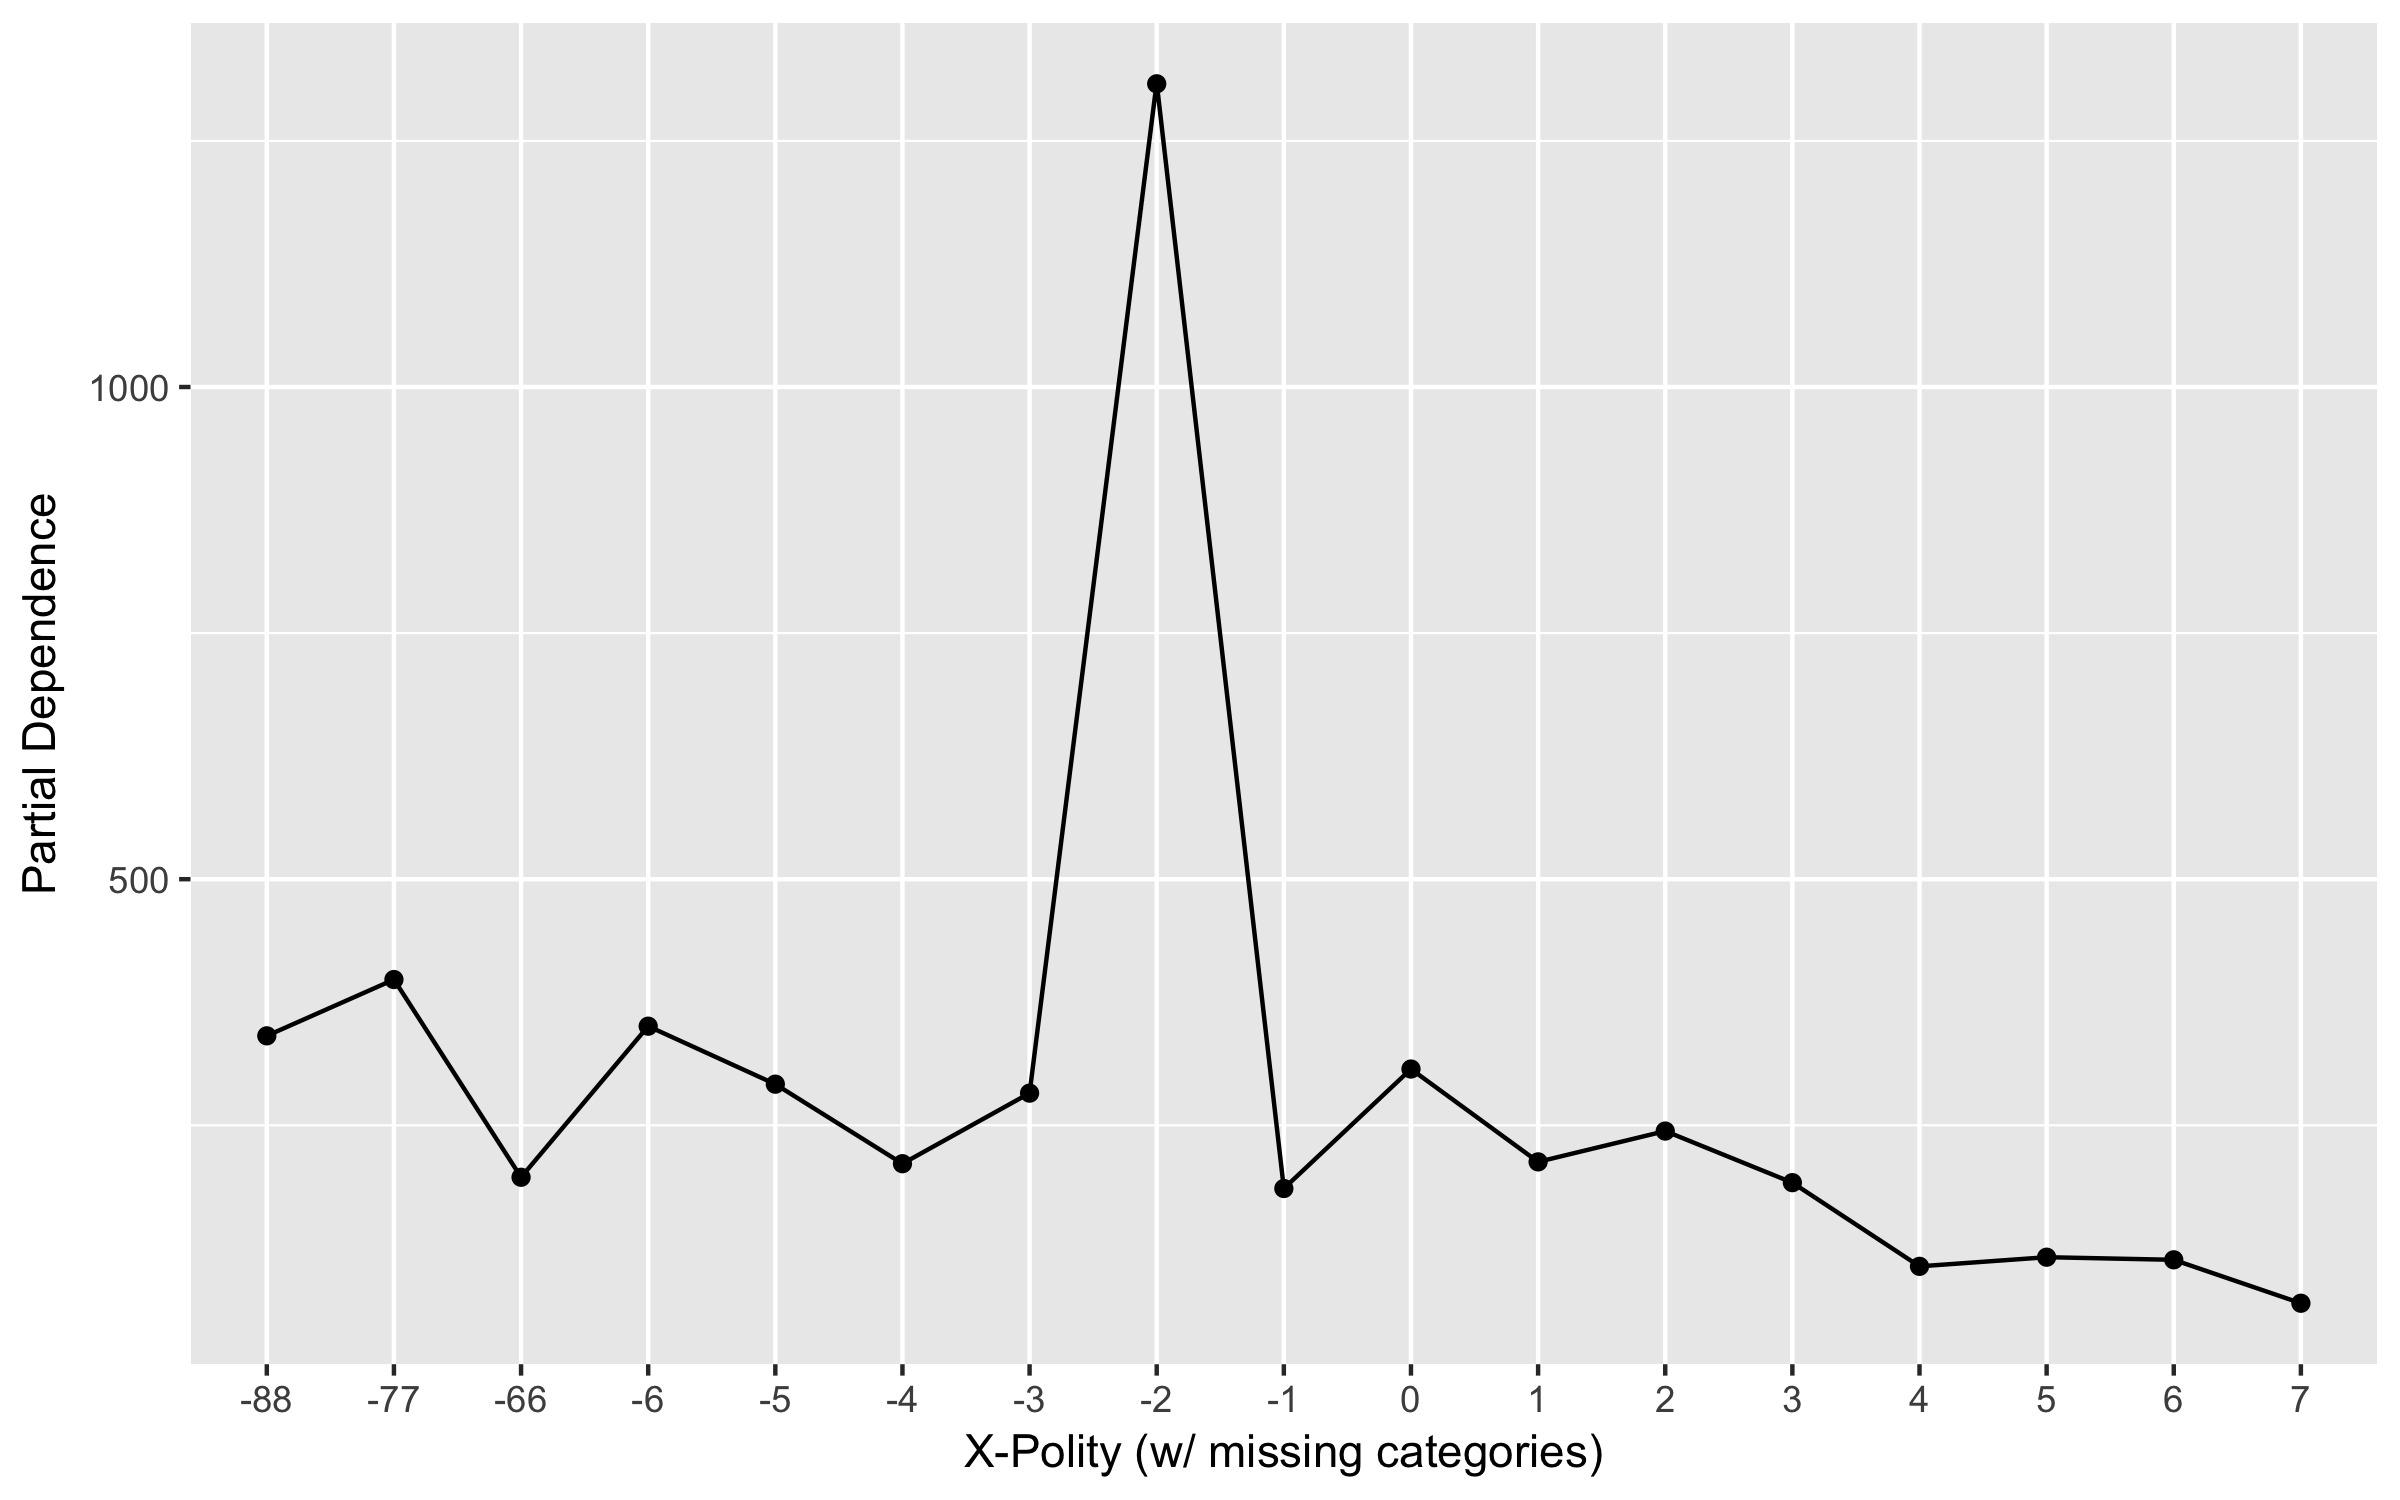 Partial Dependence
1000
500
-88 -77 -66 -6 -5 -4 -3 -2 -1 0 1 2 3 4 5 6 7
X-Polity (w/ missing categories)